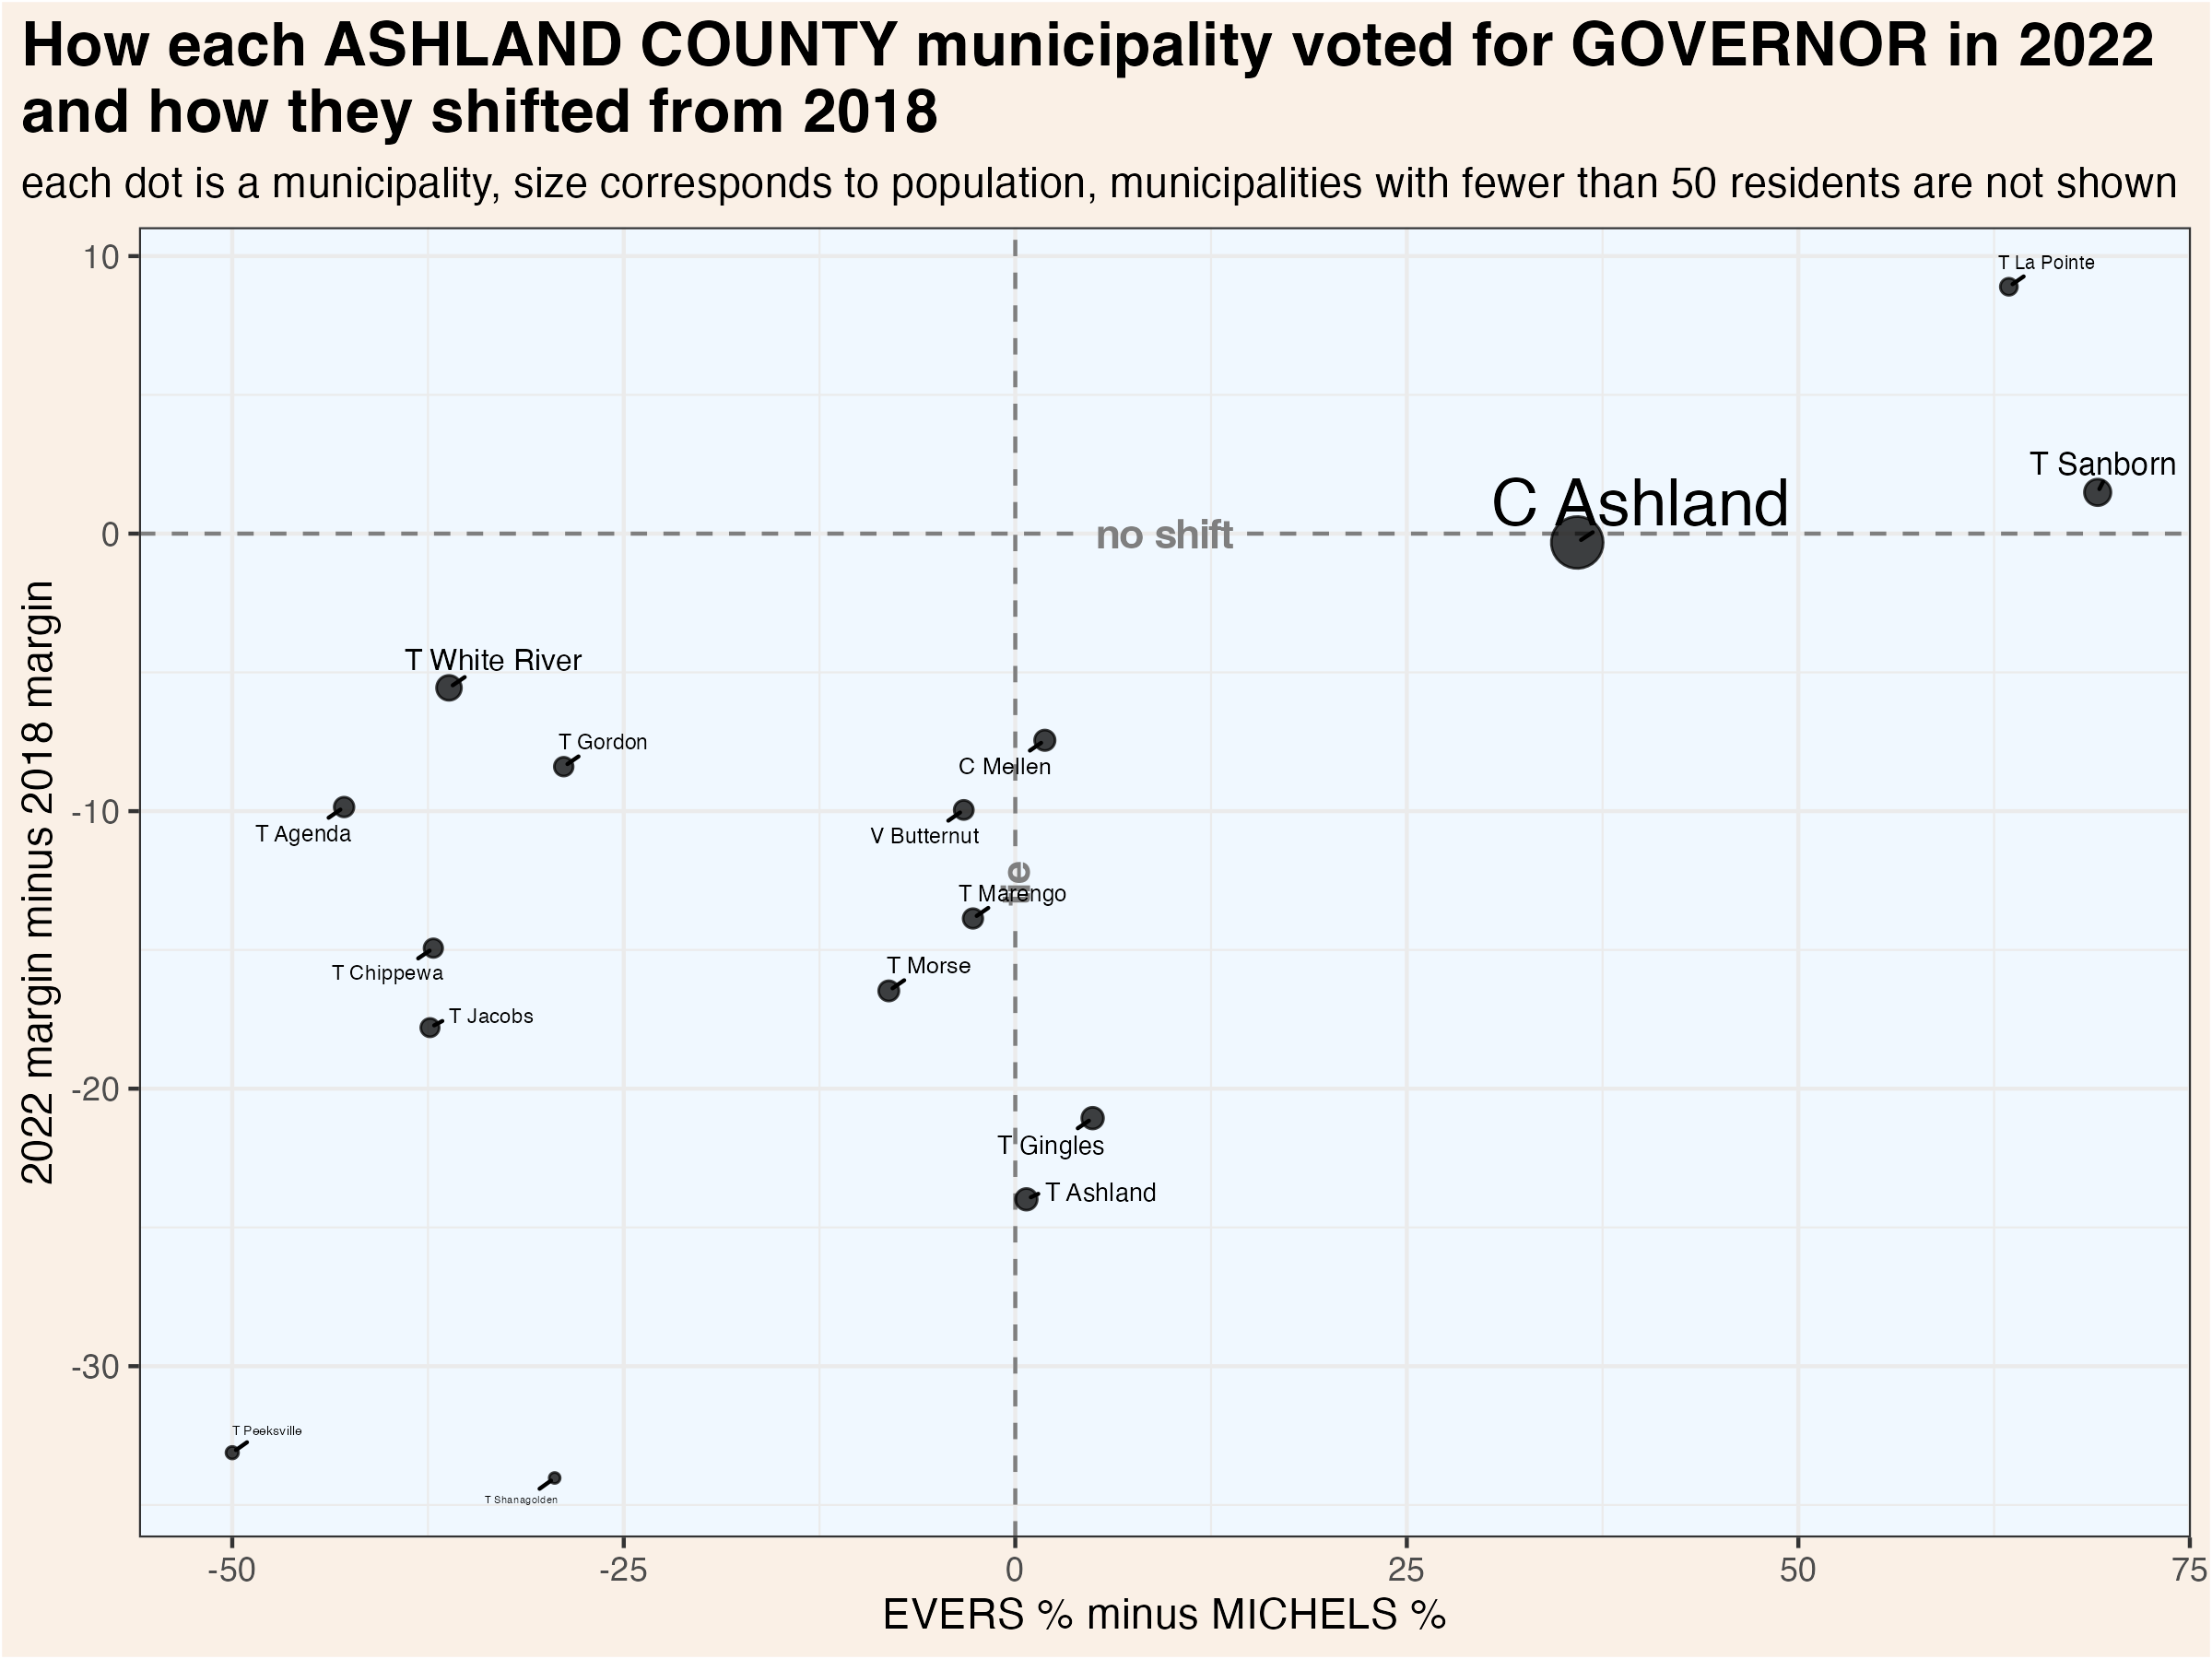 How each ASHLAND COUNTY municipality voted for GOVERNOR in 2022
and how they shifted from 2018
each dot is a municipality, size corresponds to population, municipalities with fewer than 50 residents are not shown
10
T La Pointe
T Sanborn
C Ashland
0
no shift
2022 margin minus 2018 margin
T White River
T Gordon
C Mellen
-10
T Agenda
V Butternut
tie
T Marengo
T Morse
T Chippewa
T Jacobs
-20
T Gingles
T Ashland
-30
T Peeksville
T Shanagolden
-50
-25
0
25
50
75
EVERS % minus MICHELS %